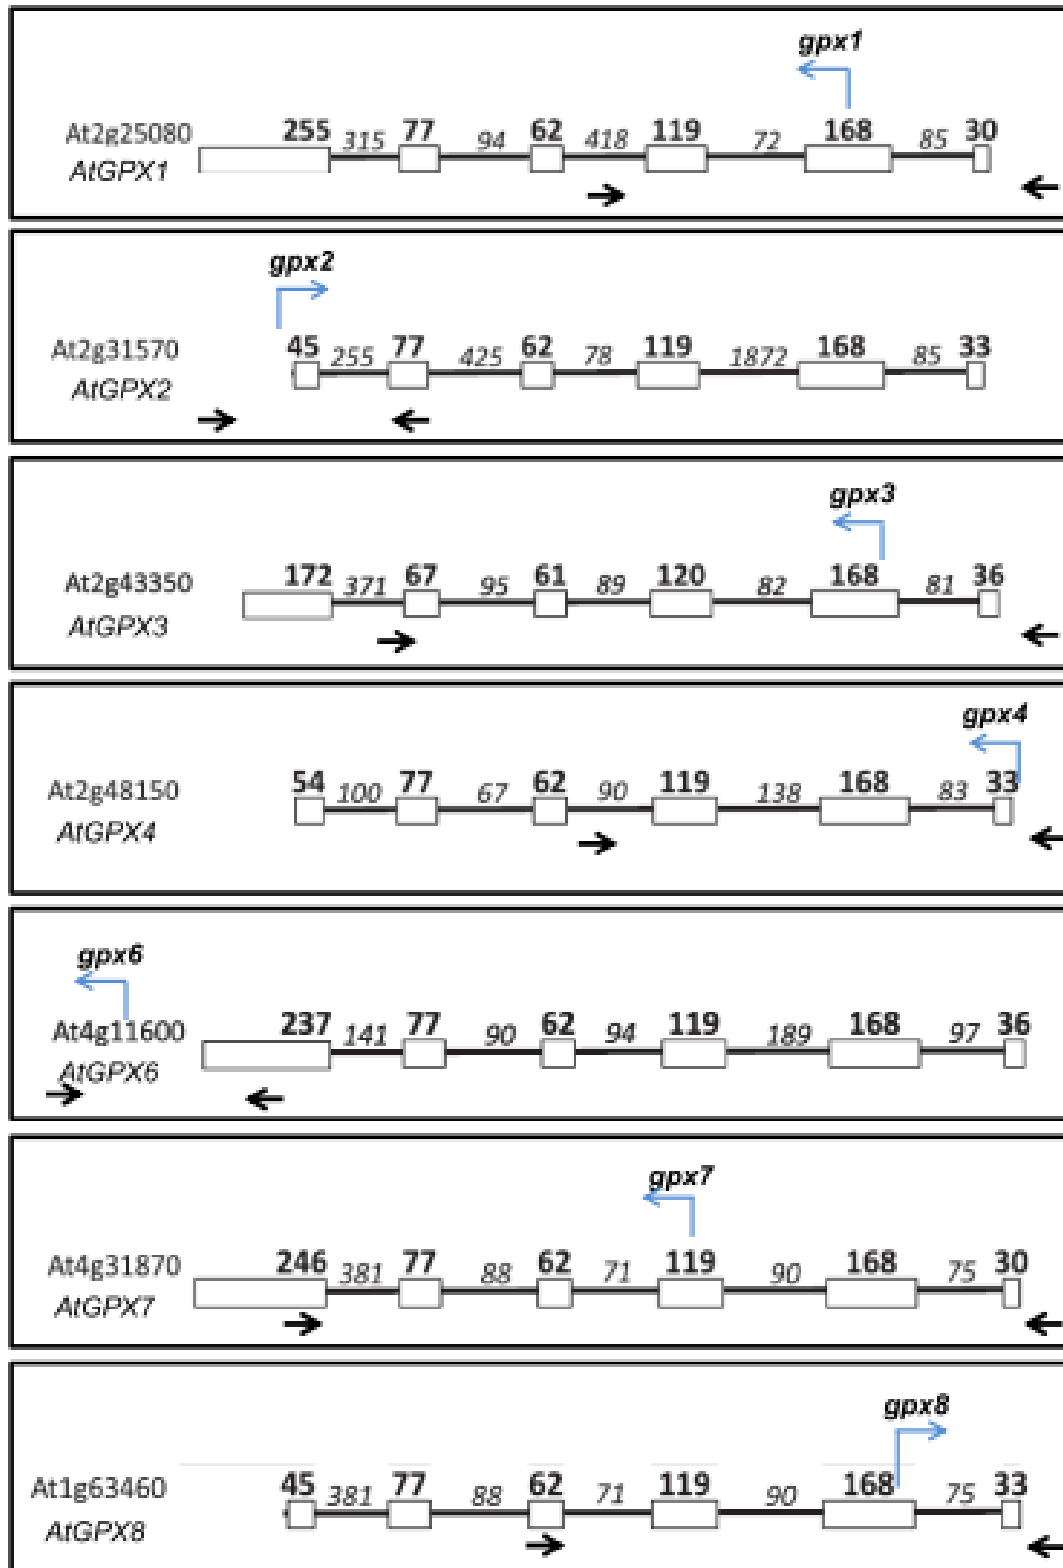 gpx1
At2g25080 255 315 77 94 62 418 119 72 168 85 30
AtGPX1
gpx2
At2g31570 45 255 77 425 62 78 119 1872 168 85 33
AtGPX2
gpx3
At2g43350 172 371 67 95 61 89 120 82 168 81 36
AtGPX3
gpx4
At2g48150 54 100 77 67 62 90 119 138 168 83 33
AtGPX4
gpx6
At4g11600 237 141 77 90 62 94 119 189 168 97 36
AtGPX6
gpx7
At4g31870 246 381 77 88 62 71 119 90 168 75 30
AtGPX7
gpx8
At1g63460 45 381 77 88 62 71 119 90 168 75 33
AtGPX8